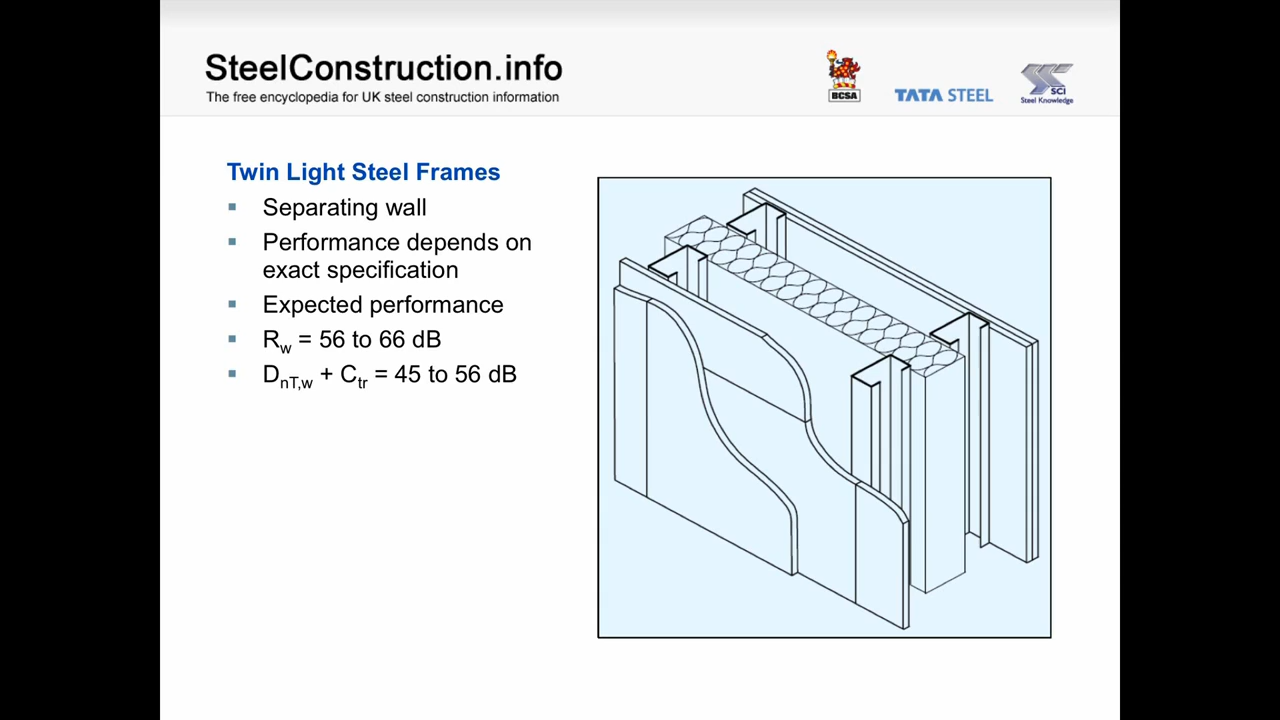 SteelConstruction.info
The free encyclopedia for UK steel construction information
BCSA
TATA STEEL
SCI
Steel Knowledge
Twin Light Steel Frames
▪ Separating wall
▪ Performance depends on
exact specification
▪ Expected performance
▪ Rw = 56 to 66 dB
▪ DnT,w + Ctr = 45 to 56 dB